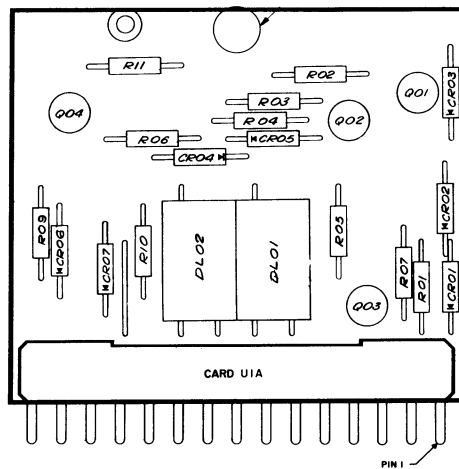 R11
R02
R03
R04
CR05
R06
CR04
Q01
Q02
Q04
CR03
CR02
R09
CR06
CR07
R10
DL02
DL01
R05
R07
R01
CR01
Q03
CARD U1A
PIN 1